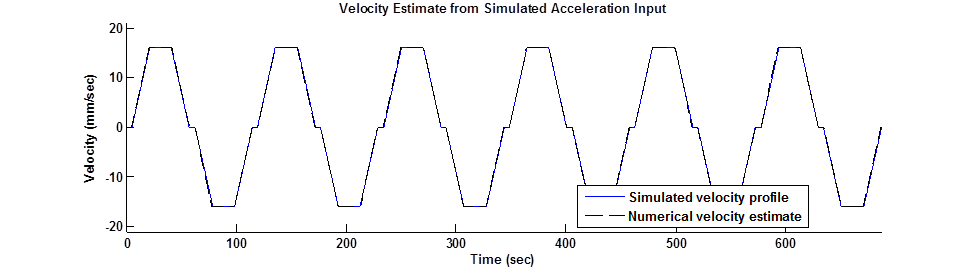 Velocity Estimate from Simulated Acceleration Input
20
10
0
-10
-20
Velocity (mm/sec)
Simulated velocity profile
Numerical velocity estimate
0 100 200 300 400 500 600
Time (sec)